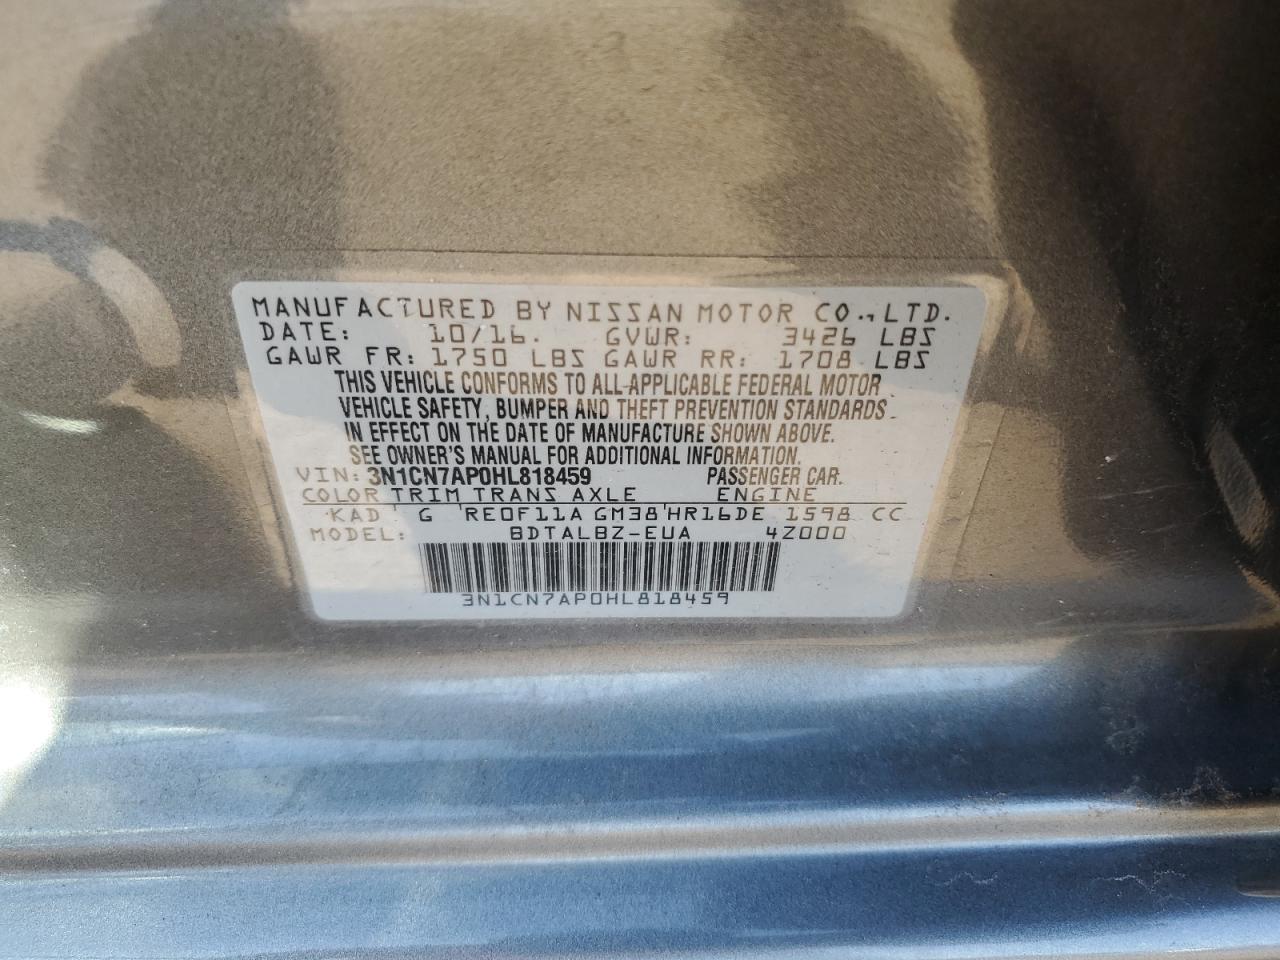 MANUFACTURED BY NISSAN MOTOR CO., LTD.
DATE: 10/16. GVWR: 3426 LBS
GAWR FR: 1750 LBS GAWR RR: 1708 LBS
THIS VEHICLE CONFORMS TO ALL APPLICABLE FEDERAL MOTOR
VEHICLE SAFETY, BUMPER AND THEFT PREVENTION STANDARDS
IN EFFECT ON THE DATE OF MANUFACTURE SHOWN ABOVE.
SEE OWNER'S MANUAL FOR ADDITIONAL INFORMATION.
VIN: 3N1CN7AP0HL818459 PASSENGER CAR.
COLOR TRIM TRANS AXLE ENGINE
KAD G RE0F11A GM38 HR16DE 1598 CC
MODEL: BDTALBZ-EUA 4Z000
3N1CN7AP0HL818459